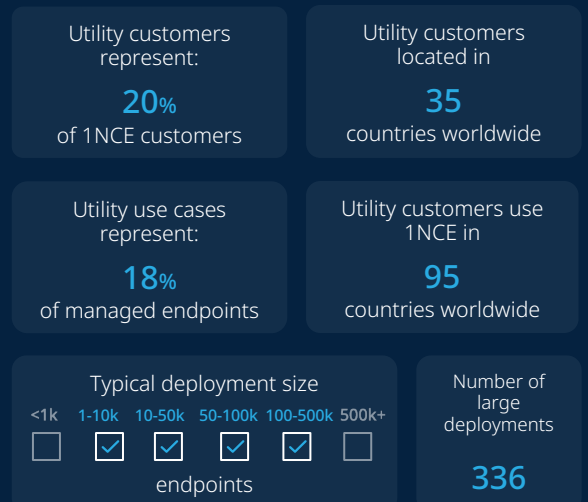 Utility customers
represent:
20%
of 1NCE customers
Utility customers
located in
35
countries worldwide
Utility use cases
represent:
18%
of managed endpoints
Utility customers use
1NCE in
95
countries worldwide
Typical deployment size
<1k 1-10k 10-50k 50-100k 100-500k 500k+
endpoints
Number of
large
deployments
336